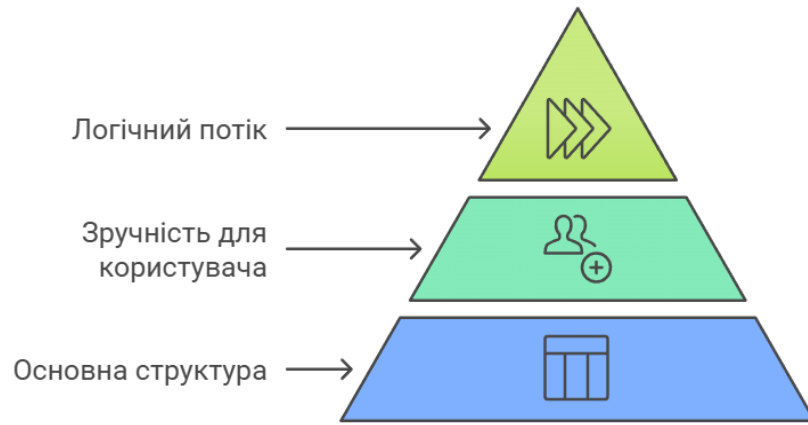 Логічний потік
Зручність для
користувача
Основна структура